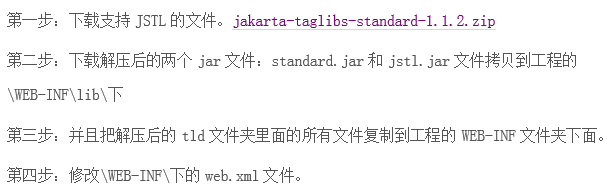 第一步：下载支持 JSTL 的文件。jakarta-taglibs-standard-1.1.2.zip
第二步：下载解压后的两个 jar 文件：standard.jar 和 jstl.jar 文件拷贝到工程的
\WEB-INF\lib\下
第三步：并且把解压后的 tld 文件夹里面的所有文件复制到工程的 WEB-INF 文件夹下面。
第四步：修改\WEB-INF\下的 web.xml 文件。